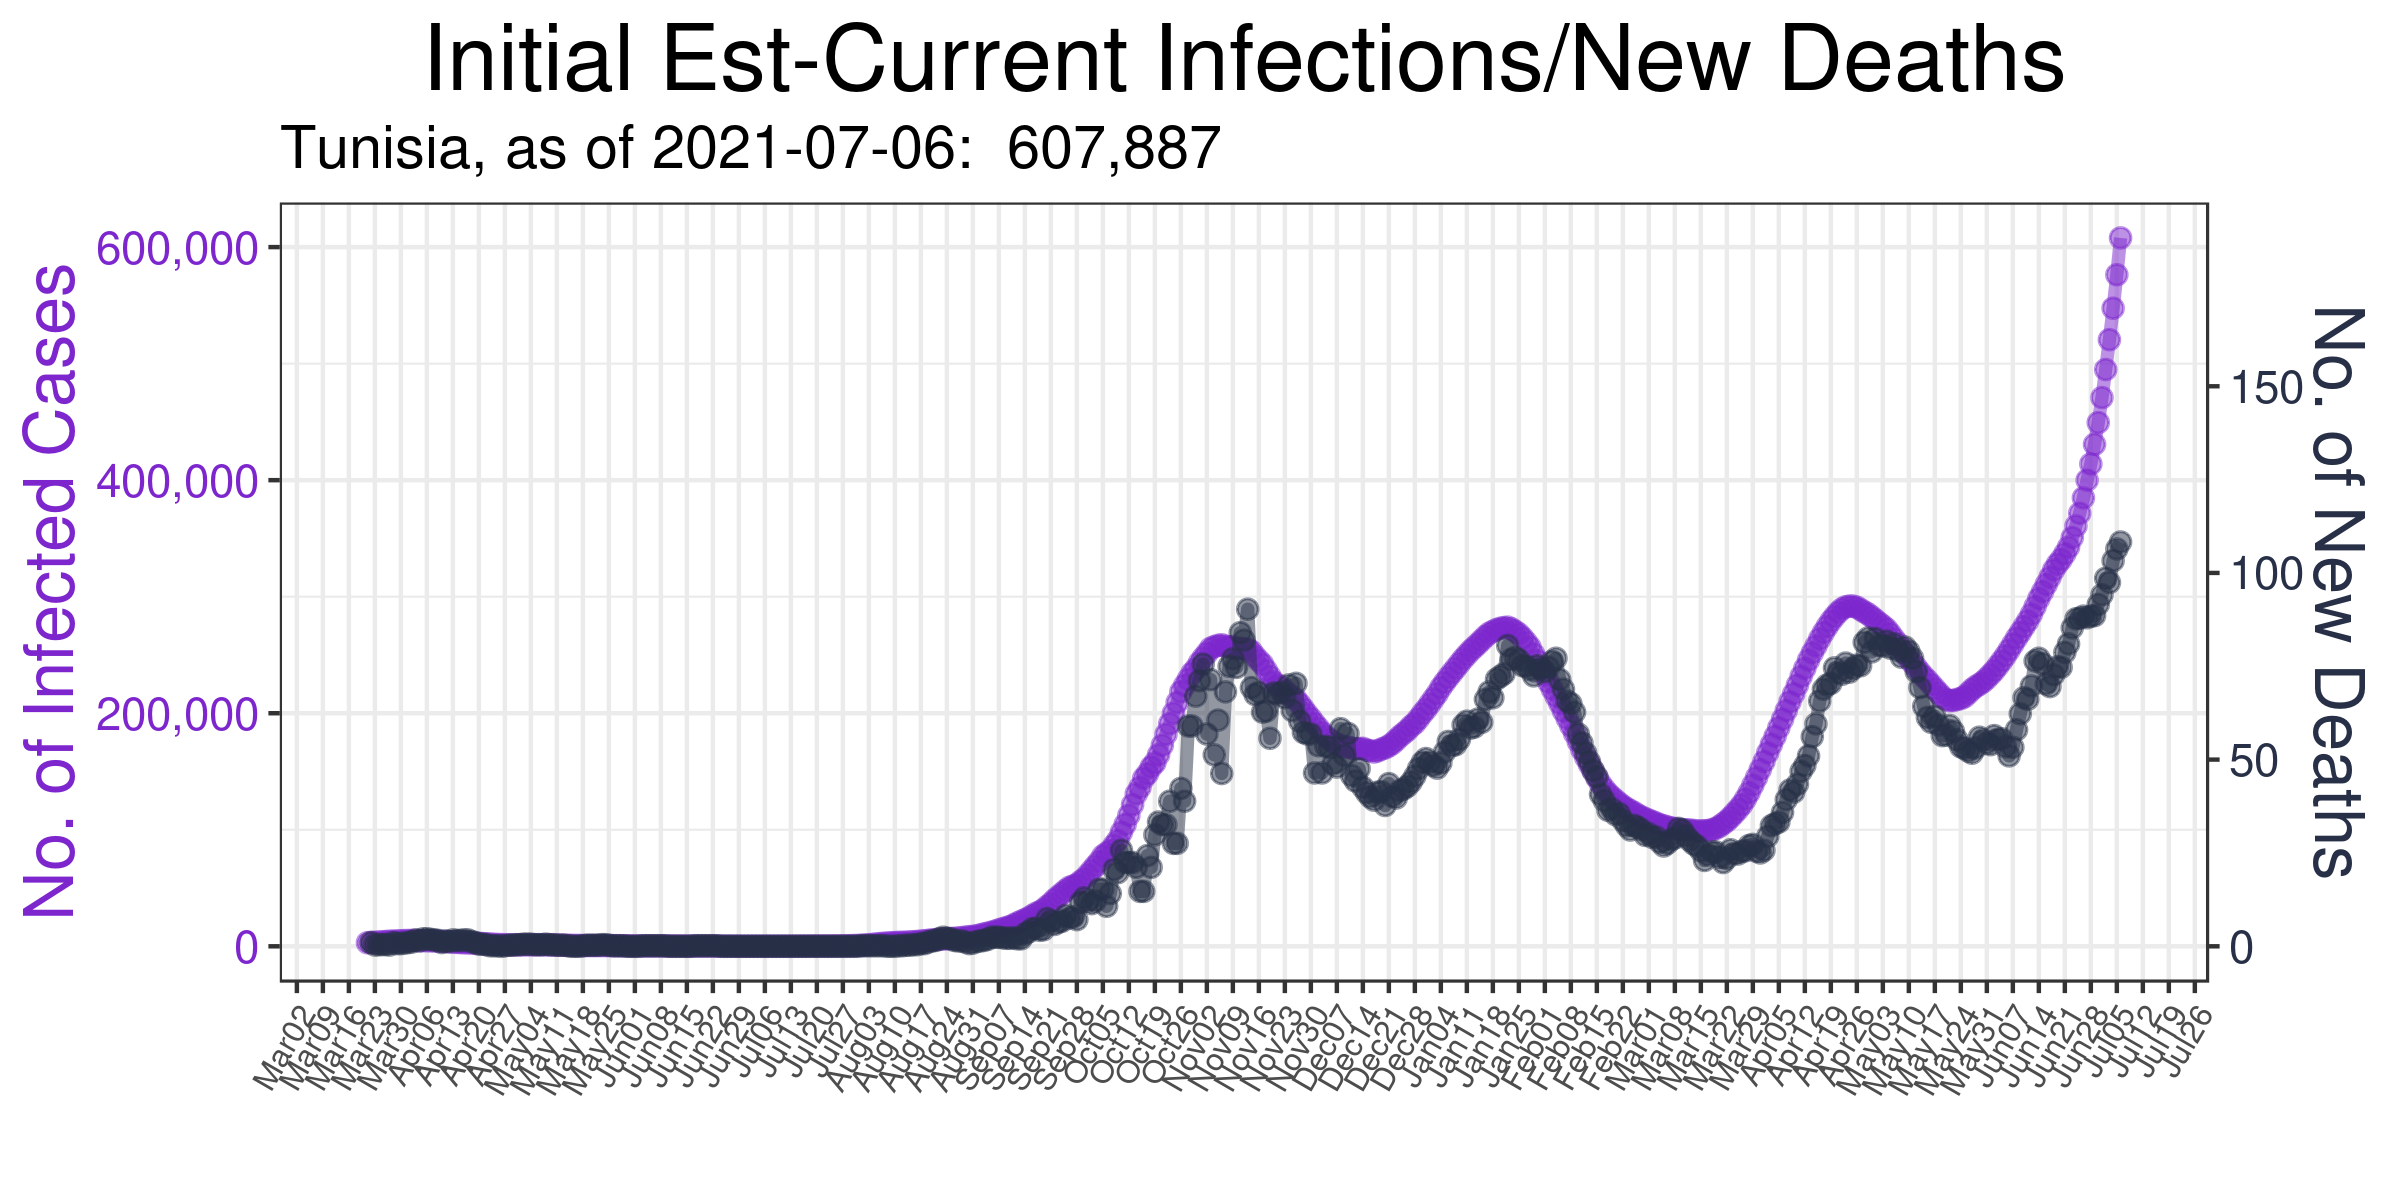 Initial Est-Current Infections/New Deaths
Tunisia, as of 2021-07-06:  607,887
No. of Infected Cases
600,000
400,000
200,000
0
150
100
50
0
No. of New Deaths
Mar02
Mar09
Mar16
Mar23
Mar30
Apr06
Apr13
Apr20
Apr27
May04
May11
May18
May25
Jun01
Jun08
Jun15
Jun22
Jun29
Jul06
Jul13
Jul20
Jul27
Aug03
Aug10
Aug17
Aug24
Aug31
Sep07
Sep14
Sep21
Sep28
Oct05
Oct12
Oct19
Oct26
Nov02
Nov09
Nov16
Nov23
Nov30
Dec07
Dec14
Dec21
Dec28
Jan04
Jan11
Jan18
Jan25
Feb01
Feb08
Feb15
Feb22
Mar01
Mar08
Mar15
Mar22
Mar29
Apr05
Apr12
Apr19
Apr26
May03
May10
May17
May24
May31
Jun07
Jun14
Jun21
Jun28
Jul05
Jul12
Jul19
Jul26